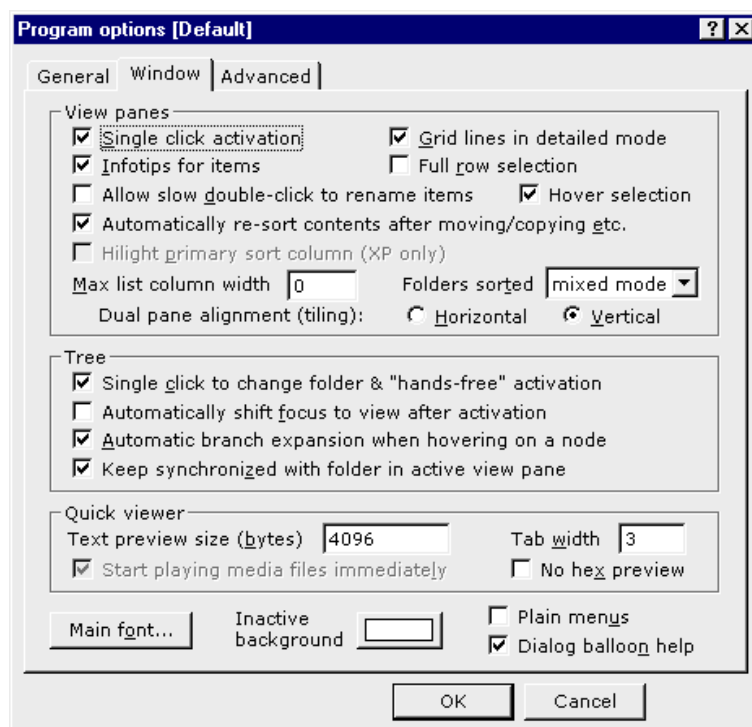 Program options [Default]
General Window Advanced
View panes
Single click activation Grid lines in detailed mode
Infotips for items Full row selection
Allow slow double-click to rename items Hover selection
Automatically re-sort contents after moving/copying etc.
Hilight primary sort column (XP only)
Max list column width 0 Folders sorted mixed mode
Dual pane alignment (tiling): Horizontal Vertical
Tree
Single click to change folder & "hands-free" activation
Automatically shift focus to view after activation
Automatic branch expansion when hovering on a node
Keep synchronized with folder in active view pane
Quick viewer
Text preview size (bytes) 4096 Tab width 3
Start playing media files immediately No hex preview
Main font... Inactive background Plain menus
Dialog balloon help
OK Cancel